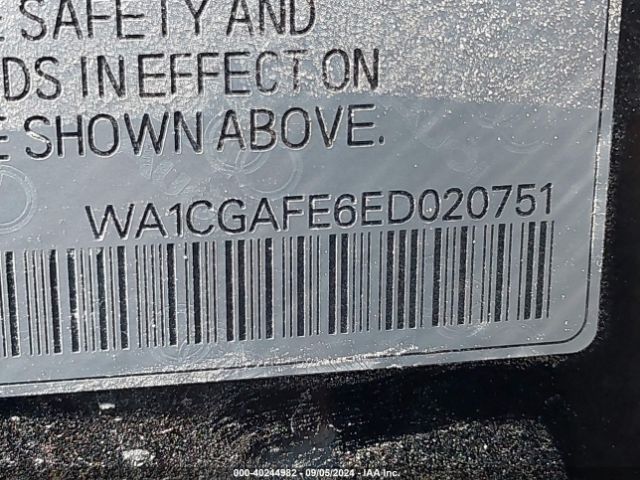 E SAFETY AND
DS IN EFFECT ON
E SHOWN ABOVE.
WA1CGAFE6ED020751
000-40244982 - 09/05/2024 - IAA Inc.